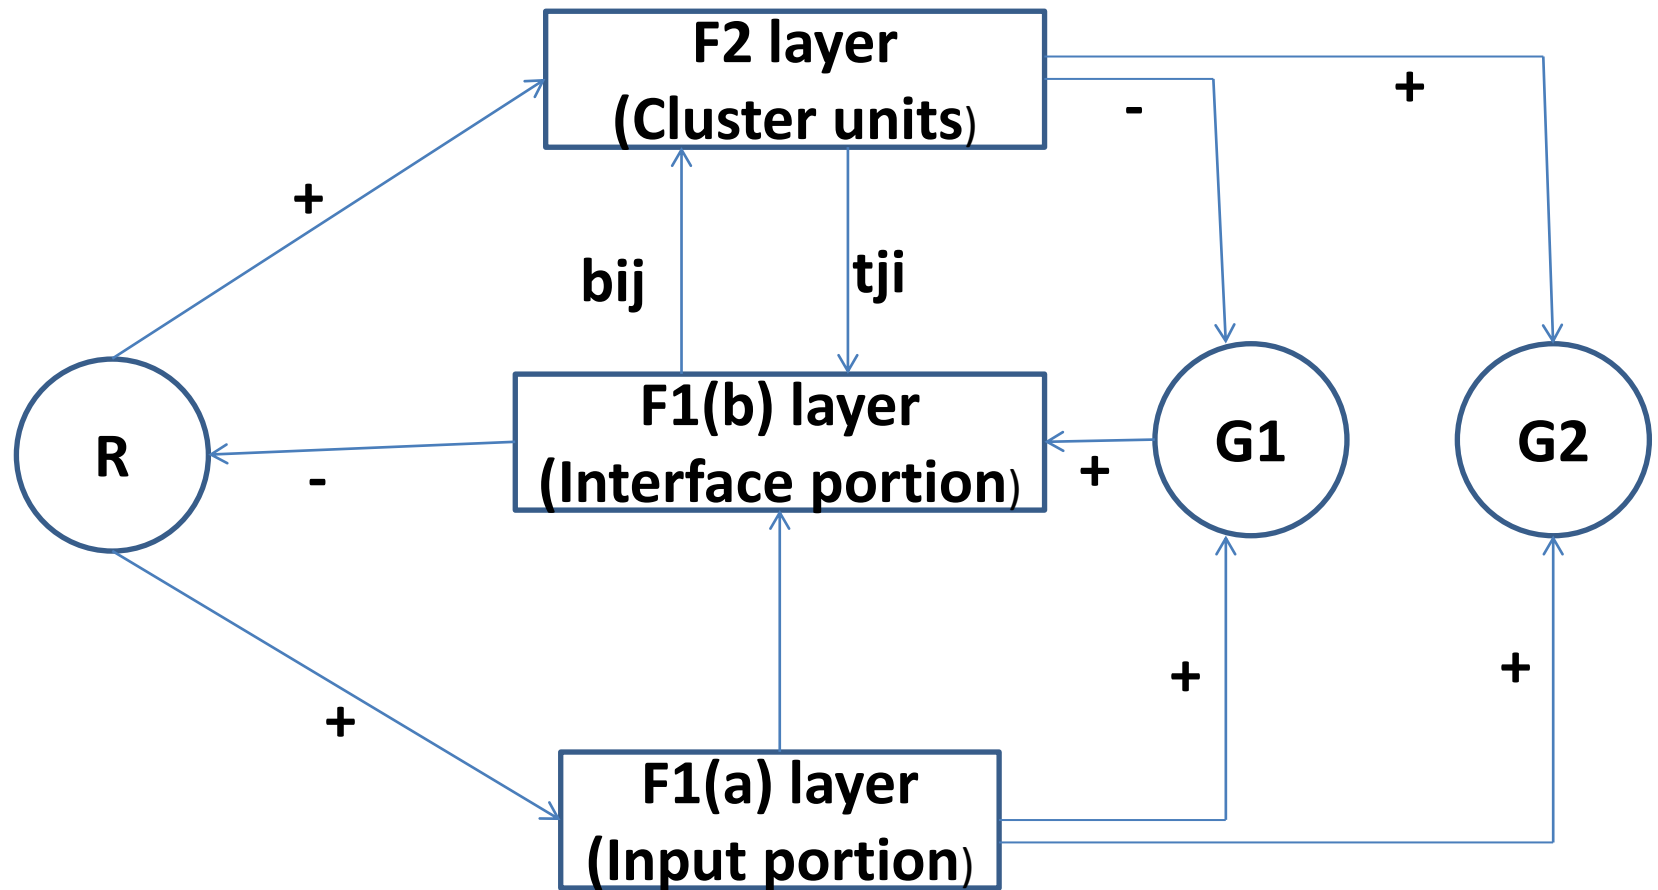 F2 layer
(Cluster units)
-
+
+
bij
tji
F1(b) layer
(Interface portion)
R
-
+
G1
G2
+
+
+
F1(a) layer
(Input portion)